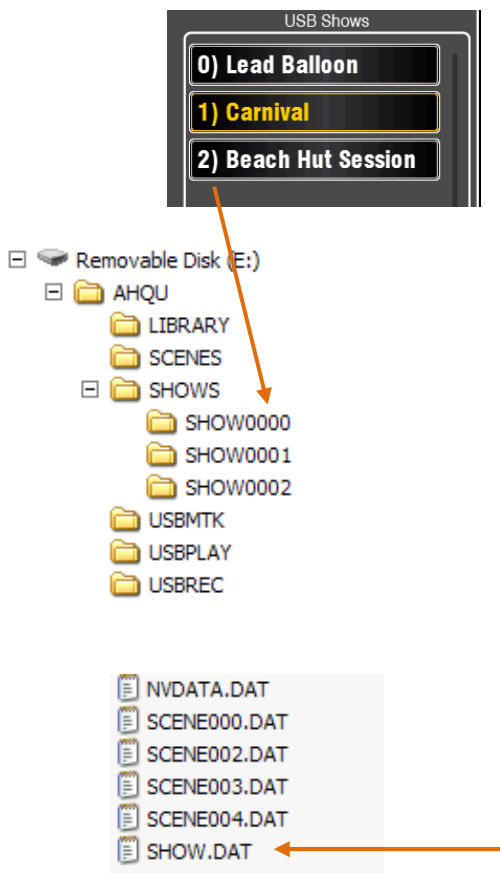 USB Shows
0) Lead Balloon
1) Carnival
2) Beach Hut Session
Removable Disk (E:)
AHQU
LIBRARY
SCENES
SHOWS
SHOW0000
SHOW0001
SHOW0002
USBMTK
USBPLAY
USBREC
NVDATA.DAT
SCENE000.DAT
SCENE002.DAT
SCENE003.DAT
SCENE004.DAT
SHOW.DAT